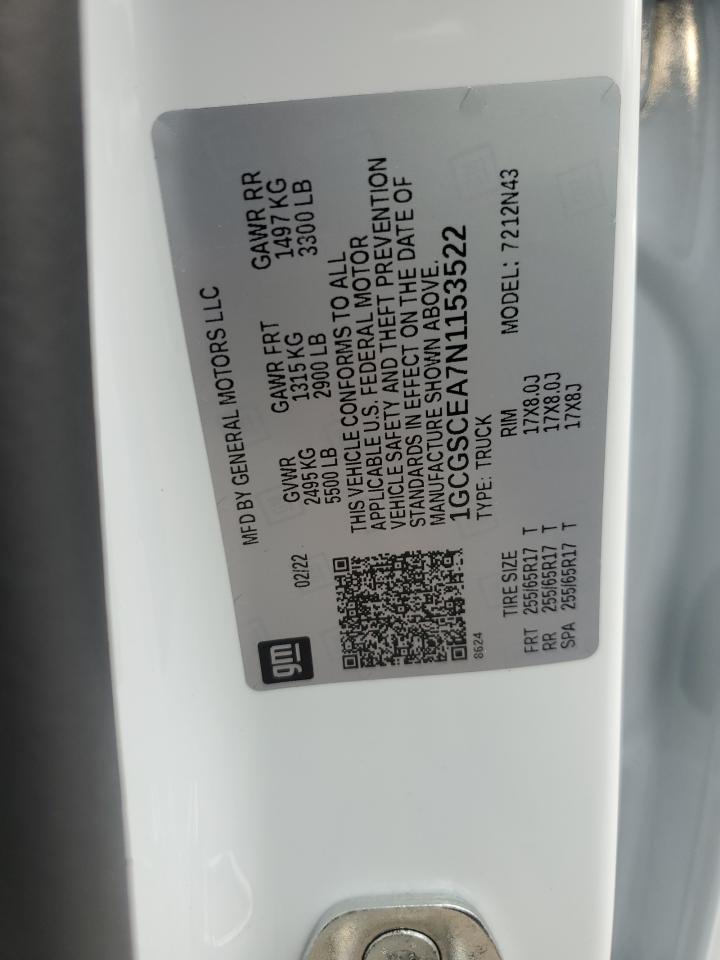 gm
MFD BY GENERAL MOTORS LLC
02/22 GVWR GAWR FRT GAWR RR
2495 KG 1315 KG 1497 KG
5500 LB 2900 LB 3300 LB
THIS VEHICLE CONFORMS TO ALL
APPLICABLE U.S. FEDERAL MOTOR
VEHICLE SAFETY AND THEFT PREVENTION
STANDARDS IN EFFECT ON THE DATE OF
MANUFACTURE SHOWN ABOVE.
1GCGSCEA7N1153522
8624 TYPE: TRUCK MODEL: 7212N43
TIRE SIZE RIM
FRT 255/65R17 T 17X8.0J
RR 255/65R17 T 17X8.0J
SPA 255/65R17 T 17X8J